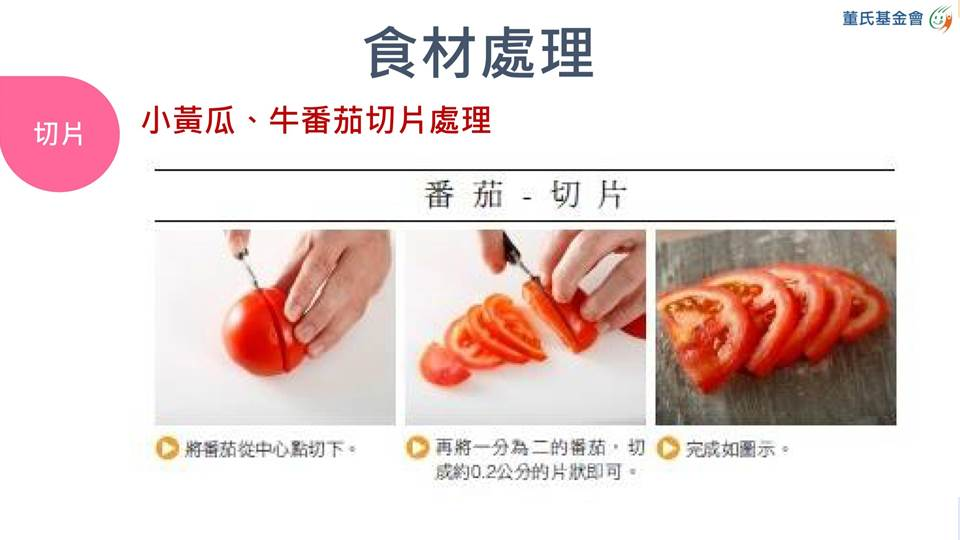 董氏基金會
食材處理
切片
小黃瓜、牛番茄切片處理
番茄-切片
將番茄從中心點切下。
再將一分為二的番茄,切
成約0.2公分的片狀即可。
完成如圖示。